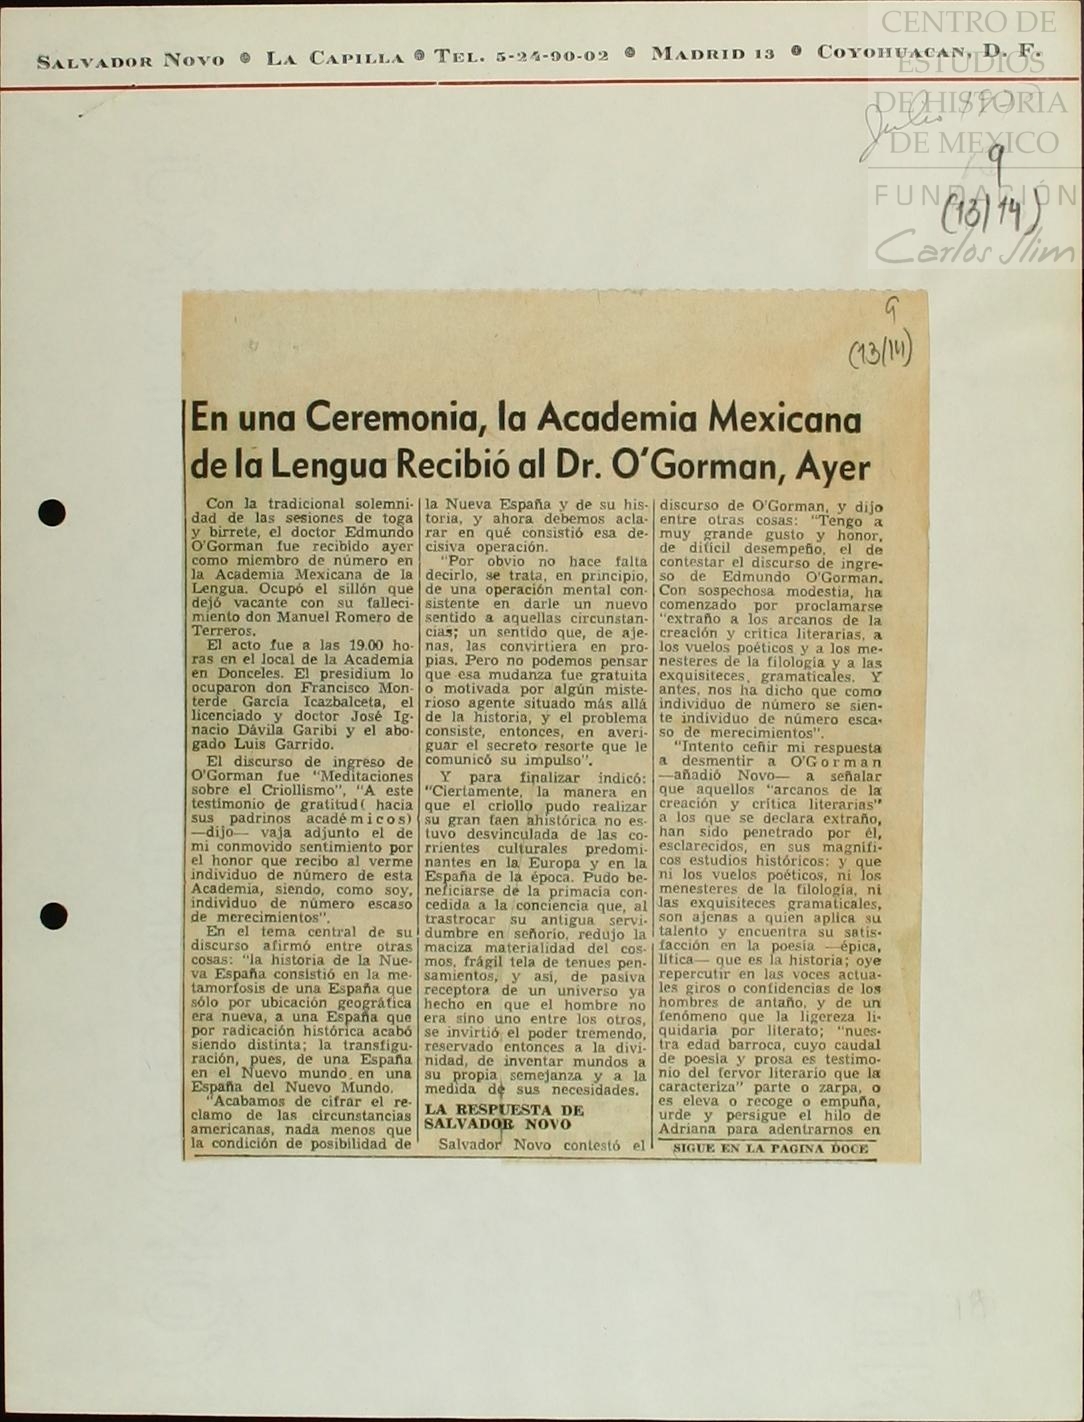 SALVADOR NOVO ● LA CAPILLA ● TEL. 5-24-90-02 ● MADRID 13 ● COYOHUACAN, D. F.
CENTRO DE
ESTUDIOS
DE HISTORIA
DE MEXICO
FUNDACIÓN
Carlos Slim
Julio
9
(13/14)
9
(13/14)
En una Ceremonia, la Academia Mexicana
de la Lengua Recibió al Dr. O'Gorman, Ayer
Con la tradicional solemni-
dad de las sesiones de toga
y birrete, el doctor Edmundo
O'Gorman fue recibido ayer
como miembro de número en
la Academia Mexicana de la
Lengua. Ocupó el sillón que
dejó vacante con su falleci-
miento don Manuel Romero de
Terreros.
El acto fue a las 19.00 ho-
ras en el local de la Academia
en Donceles. El presidium lo
ocuparon don Francisco Mon-
terde García Icazbalceta, el
licenciado y doctor José Ig-
nacio Dávila Garibi y el abo-
gado Luis Garrido.
El discurso de ingreso de
O'Gorman fue "Meditaciones
sobre el Criollismo", "A este
testimonio de gratitud( hacia
sus padrinos académicos)
—dijo— vaja adjunto el de
mi conmovido sentimiento por
el honor que recibo al verme
individuo de número de esta
Academia, siendo, como soy,
individuo de número escaso
de merecimientos".
En el tema central de su
discurso afirmó entre otras
cosas: "la historia de la Nue-
va España consistió en la me-
tamorfosis de una España que
sólo por ubicación geográfica
era nueva, a una España que
por radicación histórica acabó
siendo distinta; la transfigu-
ración, pues, de una España
en el Nuevo mundo en una
España del Nuevo Mundo.
"Acabamos de cifrar el re-
clamo de las circunstancias
americanas, nada menos que
la condición de posibilidad de
la Nueva España y de su his-
toria, y ahora debemos acla-
rar en qué consistió esa de-
cisiva operación.
"Por obvio no hace falta
decirlo, se trata, en principio,
de una operación mental con-
sistente en darle un nuevo
sentido a aquellas circunstan-
cias; un sentido que, de aje-
nas, las convirtiera en pro-
pias. Pero no podemos pensar
que esa mudanza fue gratuita
o motivada por algún miste-
rioso agente situado más allá
de la historia, y el problema
consiste, entonces, en averi-
guar el secreto resorte que le
comunicó su impulso".
Y para finalizar indicó:
"Ciertamente, la manera en
que el criollo pudo realizar
su gran faen ahistórica no es-
tuvo desvinculada de las co-
rrientes culturales predomi-
nantes en la Europa y en la
España de la época. Pudo be-
neficiarse de la primacía con-
cedida a la conciencia que, al
trastrocar su antigua servi-
dumbre en señorío, redujo la
maciza materialidad del cos-
mos, frágil tela de tenues pen-
samientos, y así, de pasiva
receptora de un universo ya
hecho en que el hombre no
era sino uno entre los otros,
se invirtió el poder tremendo,
reservado entonces a la divi-
nidad, de inventar mundos a
su propia semejanza y a la
medida de sus necesidades.
LA RESPUESTA DE
SALVADOR NOVO
Salvador Novo contestó el
discurso de O'Gorman, y dijo
entre otras cosas: "Tengo a
muy grande gusto y honor,
de difícil desempeño, el de
contestar el discurso de ingre-
so de Edmundo O'Gorman.
Con sospechosa modestia, ha
comenzado por proclamarse
"extraño a los arcanos de la
creación y crítica literarias, a
los vuelos poéticos y a los me-
nesteres de la filología y a las
exquisiteces, gramaticales. Y
antes, nos ha dicho que como
individuo de número se sien-
te individuo de número esca-
so de merecimientos".
"Intento ceñir mi respuesta
a desmentir a O'Gorman
—añadió Novo— a señalar
que aquellos "arcanos de la
creación y crítica literarias"
a los que se declara extraño,
han sido penetrado por él,
esclarecidos, en sus magnífi-
cos estudios históricos: y que
ni los vuelos poéticos, ni los
menesteres de la filología, ni
las exquisiteces gramaticales,
son ajenas a quien aplica su
talento y encuentra su satis-
facción en la poesía —épica,
lítica— que es la historia; oye
repercutir en las voces actua-
les giros o confidencias de los
hombres de antaño, y de un
fenómeno que la ligereza li-
quidaría por literato; "nues-
tra edad barroca, cuyo caudal
de poesía y prosa es testimo-
nio del fervor literario que la
caracteriza" parte o zarpa, o
es eleva o recoge o empuña,
urde y persigue el hilo de
Adriana para adentrarnos en
SIGUE EN LA PAGINA DOCE